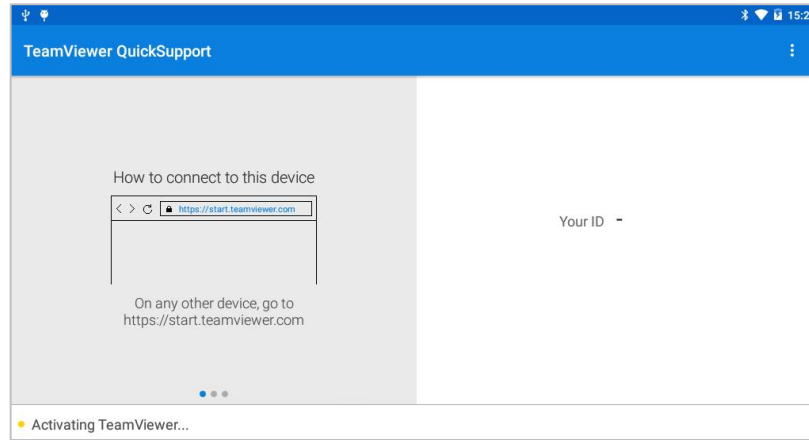 15:2
TeamViewer QuickSupport
How to connect to this device
https://start.teamviewer.com
On any other device, go to
https://start.teamviewer.com
Your ID -
Activating TeamViewer...